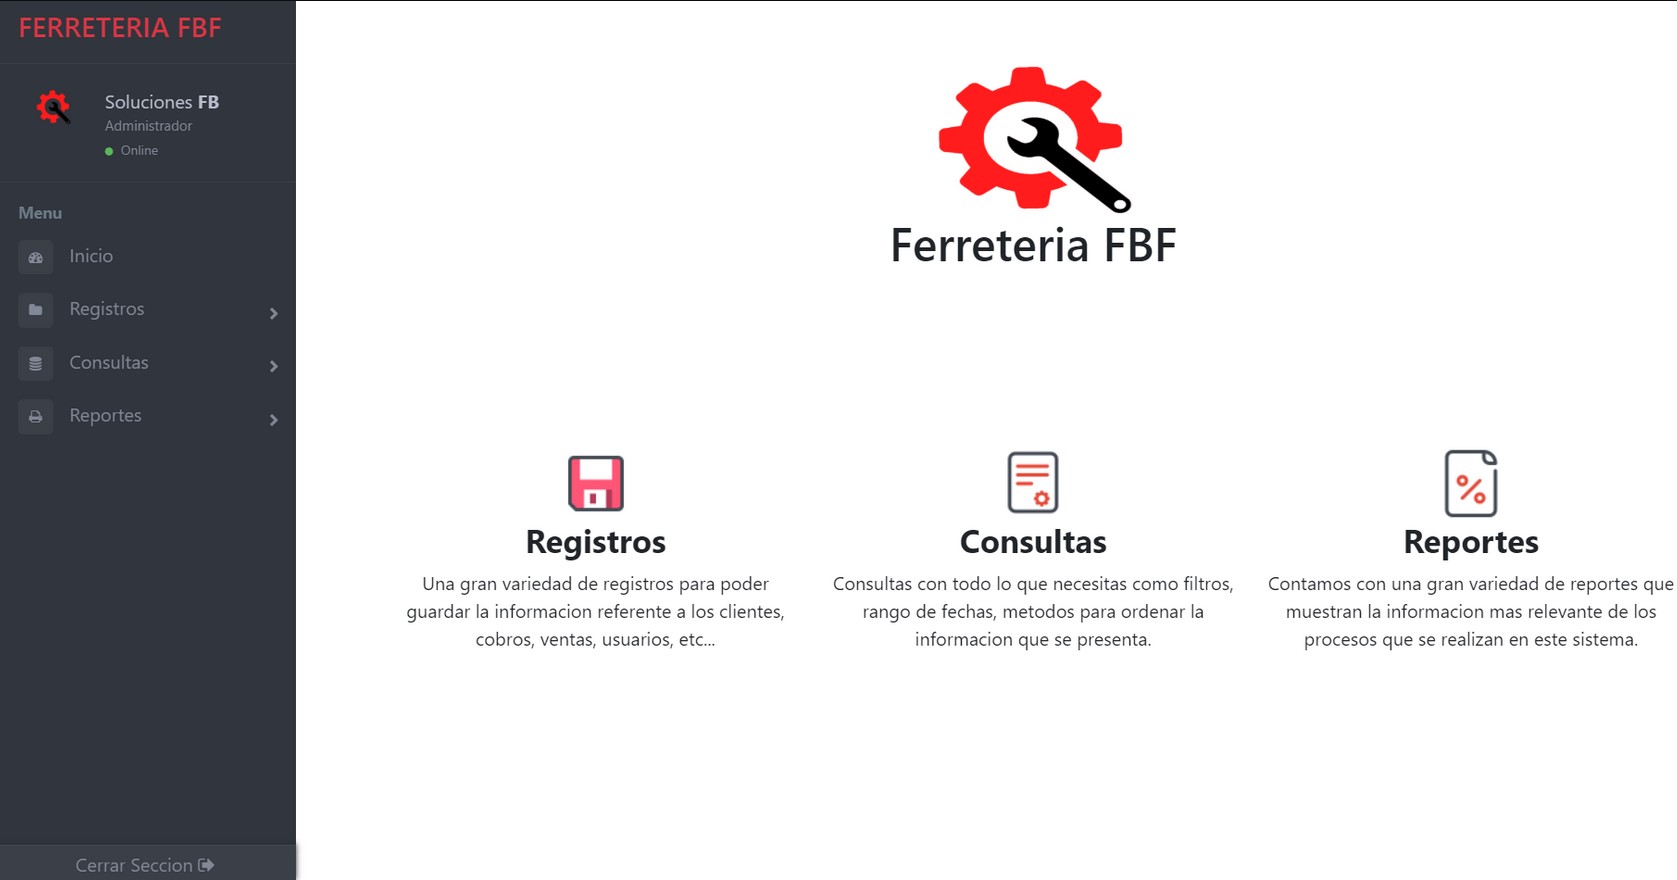 FERRETERIA FBF
Soluciones FB
Administrador
Online
Menu
Inicio
Registros
Consultas
Reportes
Cerrar Seccion
Ferreteria FBF
Registros
Una gran variedad de registros para poder
guardar la informacion referente a los clientes,
cobros, ventas, usuarios, etc...
Consultas
Consultas con todo lo que necesitas como filtros,
rango de fechas, metodos para ordenar la
informacion que se presenta.
Reportes
Contamos con una gran variedad de reportes que
muestran la informacion mas relevante de los
procesos que se realizan en este sistema.